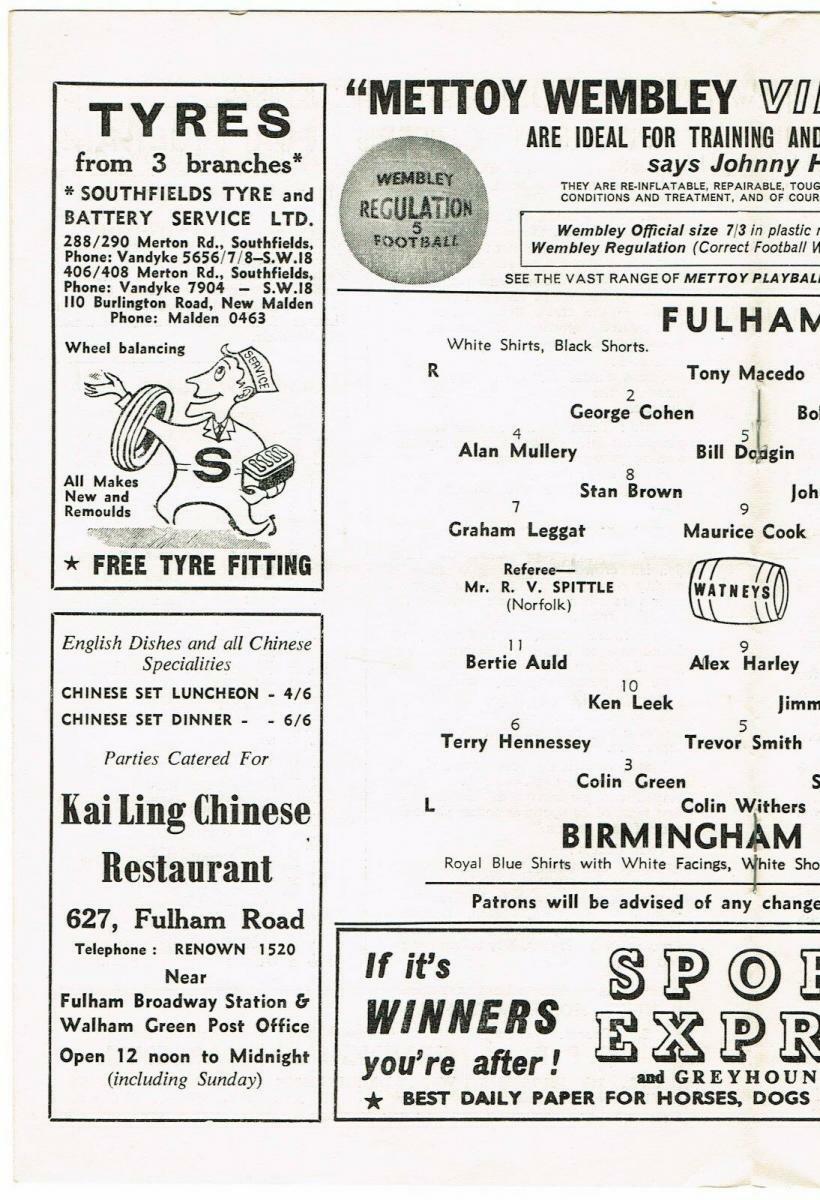 TYRES
from 3 branches*
* SOUTHFIELDS TYRE and
BATTERY SERVICE LTD.
288/290 Merton Rd., Southfields,
Phone: Vandyke 5656/7/8—S.W.18
406/408 Merton Rd., Southfields,
Phone: Vandyke 7904 — S.W.18
110 Burlington Road, New Malden
Phone: Malden 0463
Wheel balancing
SERVICE
S
All Makes
New and
Remoulds
★ FREE TYRE FITTING
English Dishes and all Chinese
Specialities
CHINESE SET LUNCHEON - 4/6
CHINESE SET DINNER - - 6/6
Parties Catered For
Kai Ling Chinese
Restaurant
627, Fulham Road
Telephone : RENOWN 1520
Near
Fulham Broadway Station &
Walham Green Post Office
Open 12 noon to Midnight
(including Sunday)
"METTOY WEMBLEY VI
ARE IDEAL FOR TRAINING AND
says Johnny H
THEY ARE RE-INFLATABLE, REPAIRABLE, TOUG
CONDITIONS AND TREATMENT, AND OF COUR
WEMBLEY
REGULATION
5
FOOTBALL
Wembley Official size 7/3 in plastic
Wembley Regulation (Correct Football W
SEE THE VAST RANGE OF METTOY PLAYBAL
FULHAM
White Shirts, Black Shorts.
R Tony Macedo
2
George Cohen Bo
4 5
Alan Mullery Bill Dodgin
8
Stan Brown Joh
7 9
Graham Leggat Maurice Cook
Referee—
Mr. R. V. SPITTLE
(Norfolk)
WATNEYS
11 9
Bertie Auld Alex Harley
10
Ken Leek Jimm
6 5
Terry Hennessey Trevor Smith
3
Colin Green S
L Colin Withers
BIRMINGHAM
Royal Blue Shirts with White Facings, White Sho
Patrons will be advised of any change
If it's
WINNERS
you're after!
SPO
EXPR
and GREYHOUN
★ BEST DAILY PAPER FOR HORSES, DOGS